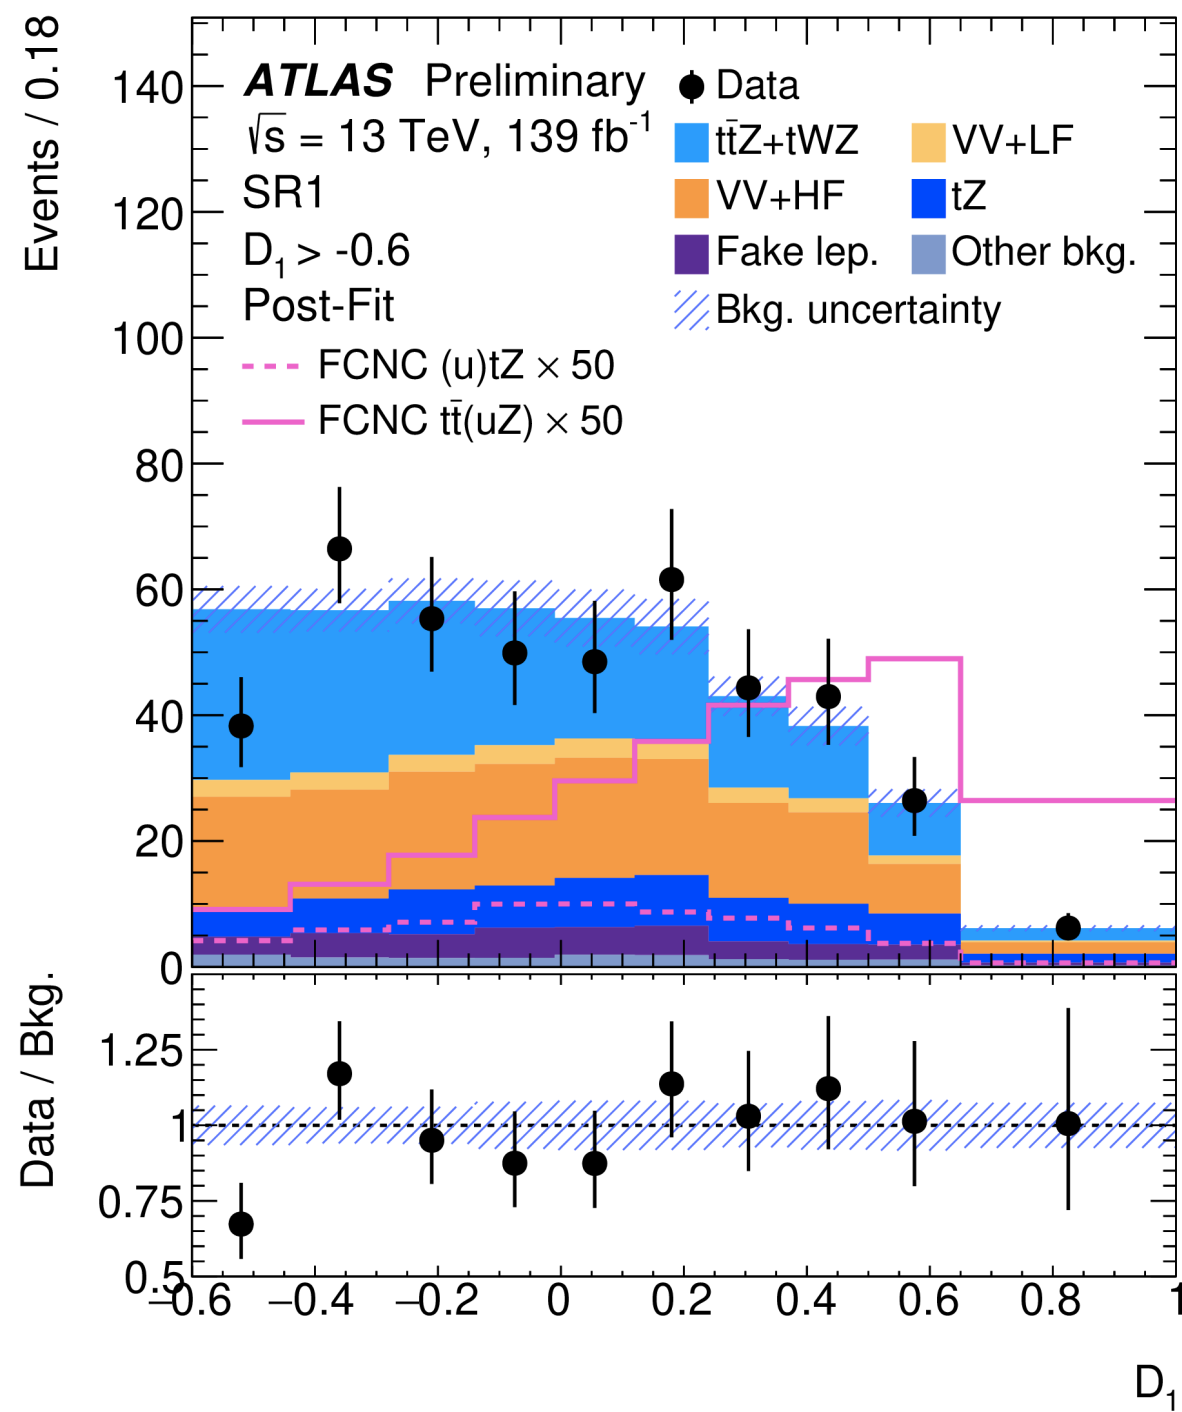 Events / 0.18
ATLAS Preliminary
√s = 13 TeV, 139 fb⁻¹
SR1
D₁ > -0.6
Post-Fit
FCNC (u)tZ × 50
FCNC tt̄(uZ) × 50
Data
tt̄Z+tWZ
VV+LF
VV+HF
tZ
Fake lep.
Other bkg.
Bkg. uncertainty
140
120
100
80
60
40
20
0
Data / Bkg.
1.25
1
0.75
0.5
−0.6 −0.4 −0.2 0 0.2 0.4 0.6 0.8 1
D₁